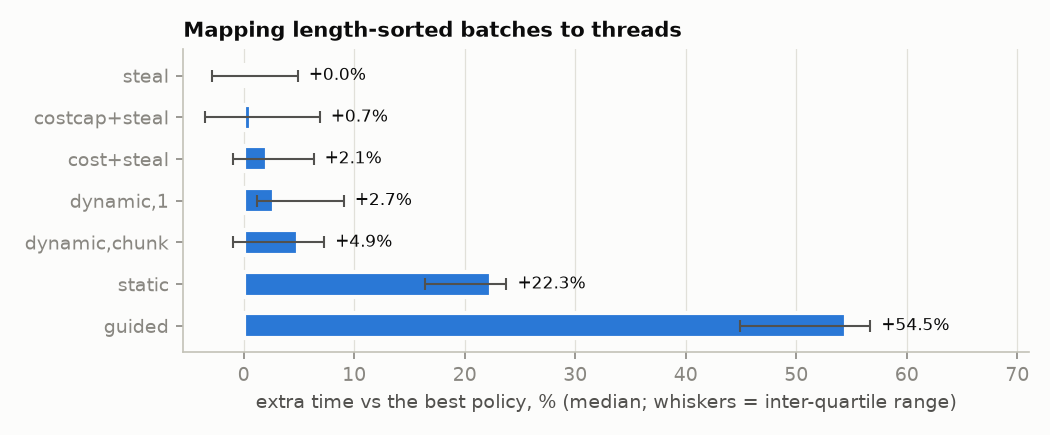 Mapping length-sorted batches to threads
steal +0.0%
costcap+steal +0.7%
cost+steal +2.1%
dynamic,1 +2.7%
dynamic,chunk +4.9%
static +22.3%
guided +54.5%
0 10 20 30 40 50 60 70
extra time vs the best policy, % (median; whiskers = inter-quartile range)